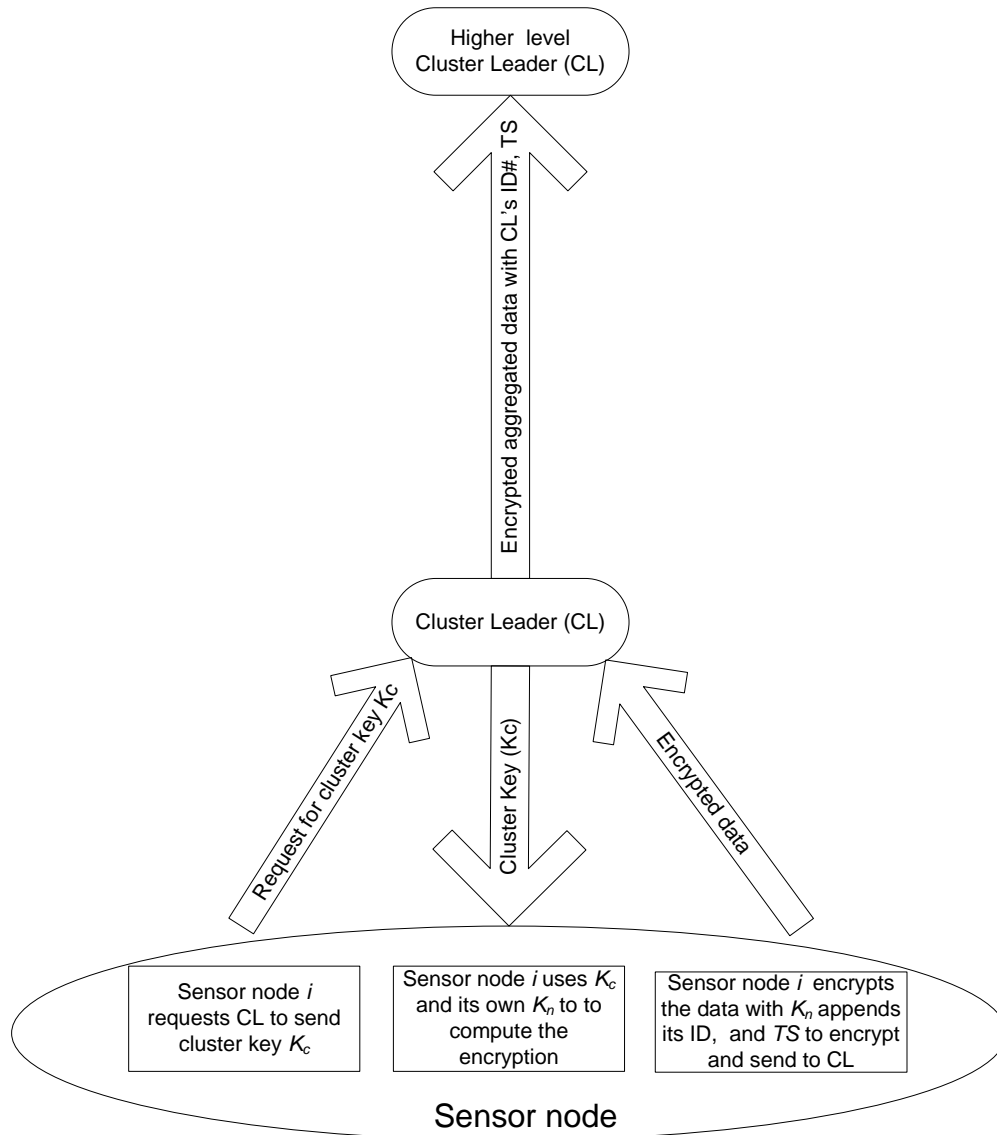 Higher level
Cluster Leader (CL)
Encrypted aggregated data with CL's ID#, TS
Cluster Leader (CL)
Request for cluster key Kc
Cluster Key (Kc)
Encrypted data
Sensor node i
requests CL to send
cluster key Kc
Sensor node i uses Kc
and its own Kn to to
compute the
encryption
Sensor node i encrypts
the data with Kn appends
its ID, and TS to encrypt
and send to CL
Sensor node